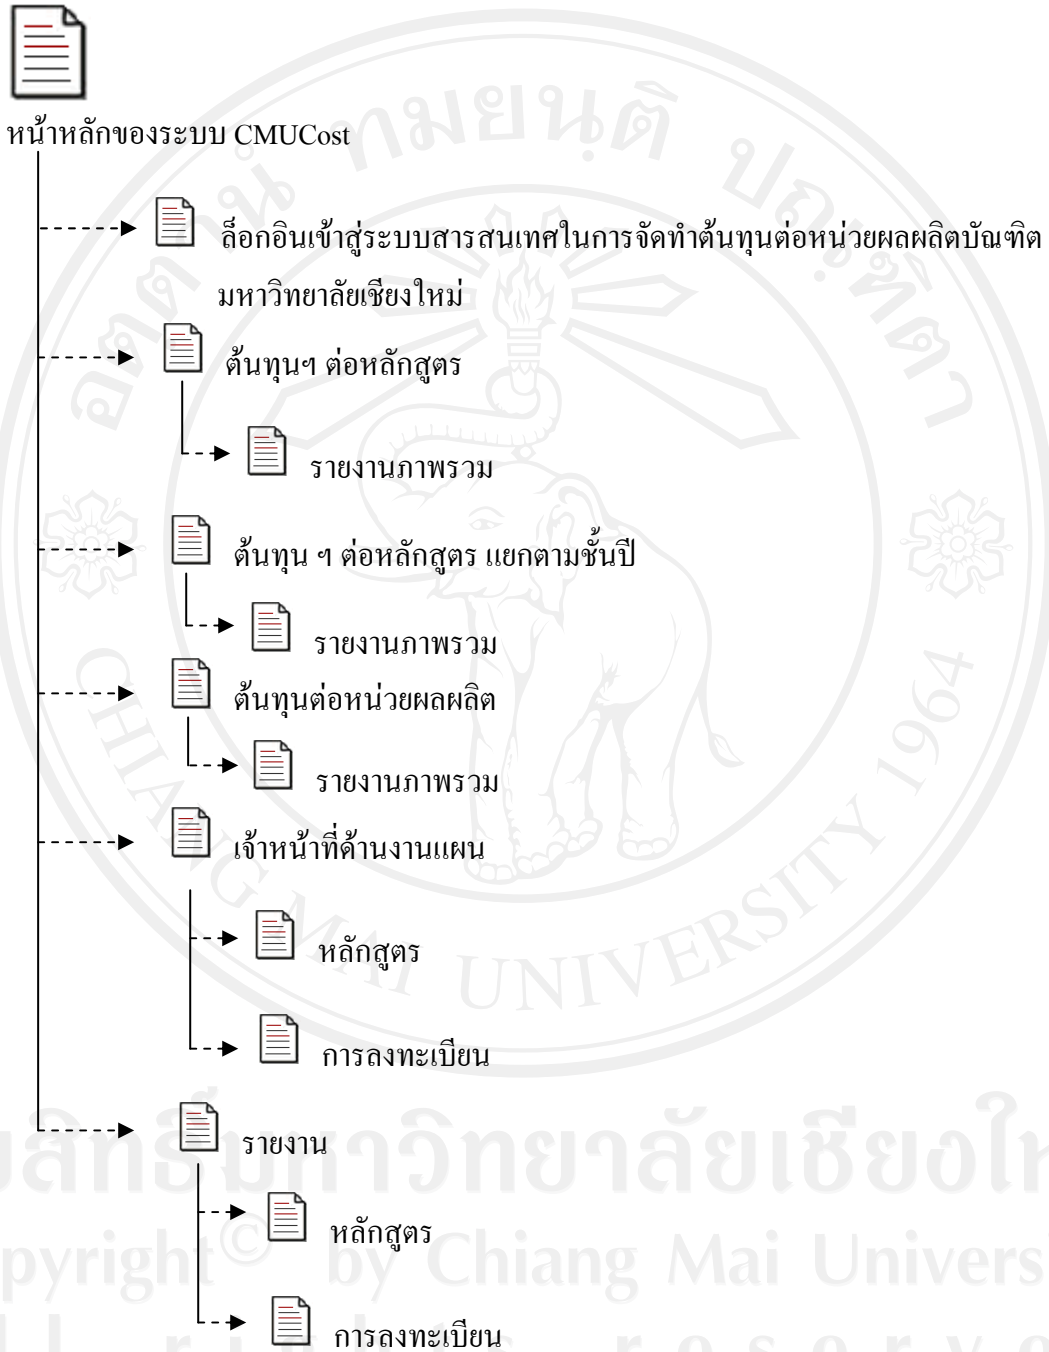 หน้าหลักของระบบ CMUCost
ล็อกอินเข้าสู่ระบบสารสนเทศในการจัดทำต้นทุนต่อหน่วยผลผลิตบัณฑิต
มหาวิทยาลัยเชียงใหม่
ต้นทุนฯ ต่อหลักสูตร
รายงานภาพรวม
ต้นทุน ฯ ต่อหลักสูตร แยกตามชั้นปี
รายงานภาพรวม
ต้นทุนต่อหน่วยผลผลิต
รายงานภาพรวม
เจ้าหน้าที่ด้านงานแผน
หลักสูตร
การลงทะเบียน
รายงาน
หลักสูตร
การลงทะเบียน
CHIANG MAI UNIVERSITY 1964
by Chiang Mai